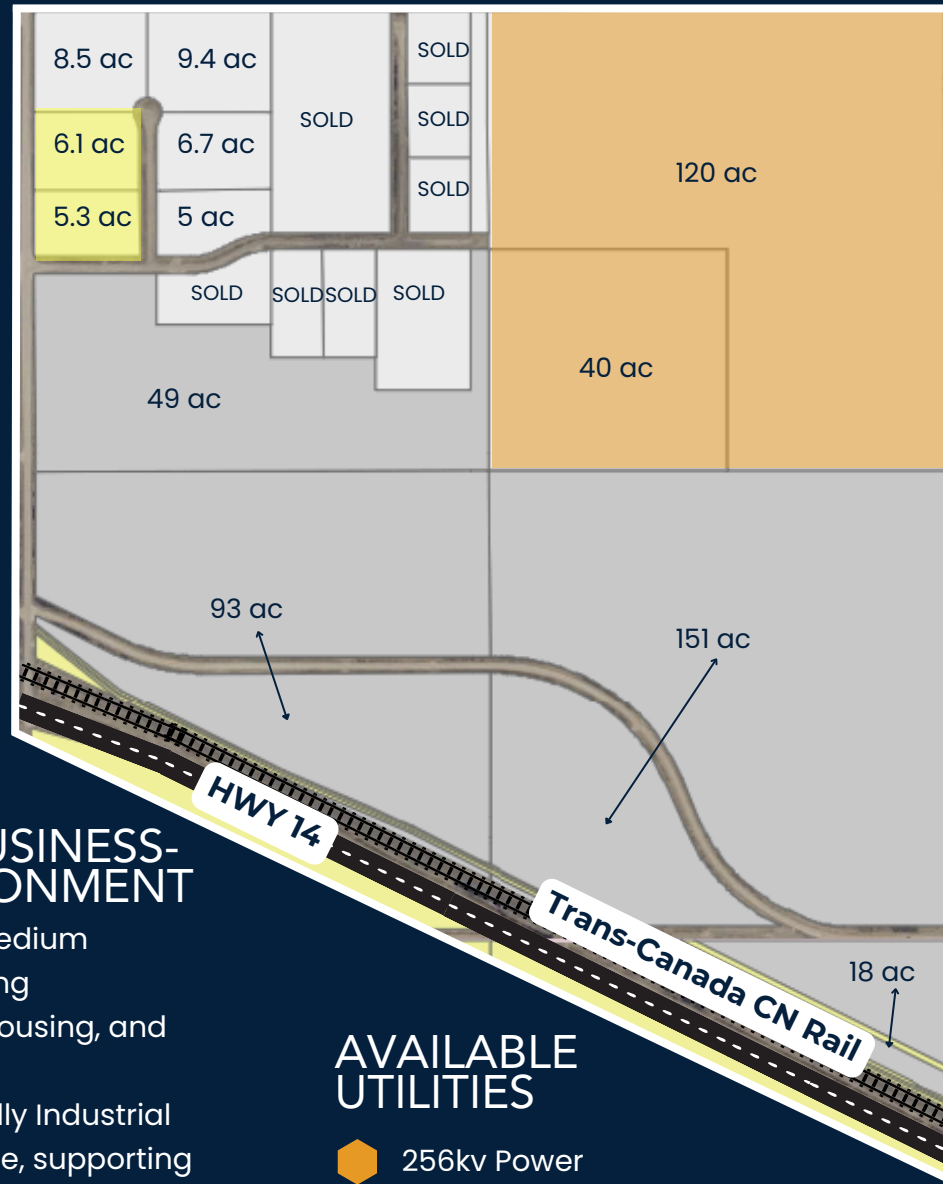 8.5 ac
9.4 ac
SOLD
SOLD
SOLD
SOLD
6.1 ac
6.7 ac
5.3 ac
5 ac
120 ac
SOLD
SOLD
SOLD
SOLD
40 ac
49 ac
93 ac
151 ac
HWY 14
Trans-Canada CN Rail
18 ac
USINESS-
ONMENT
edium
ng
ousing, and
lly Industrial
e, supporting
AVAILABLE
UTILITIES
256kv Power